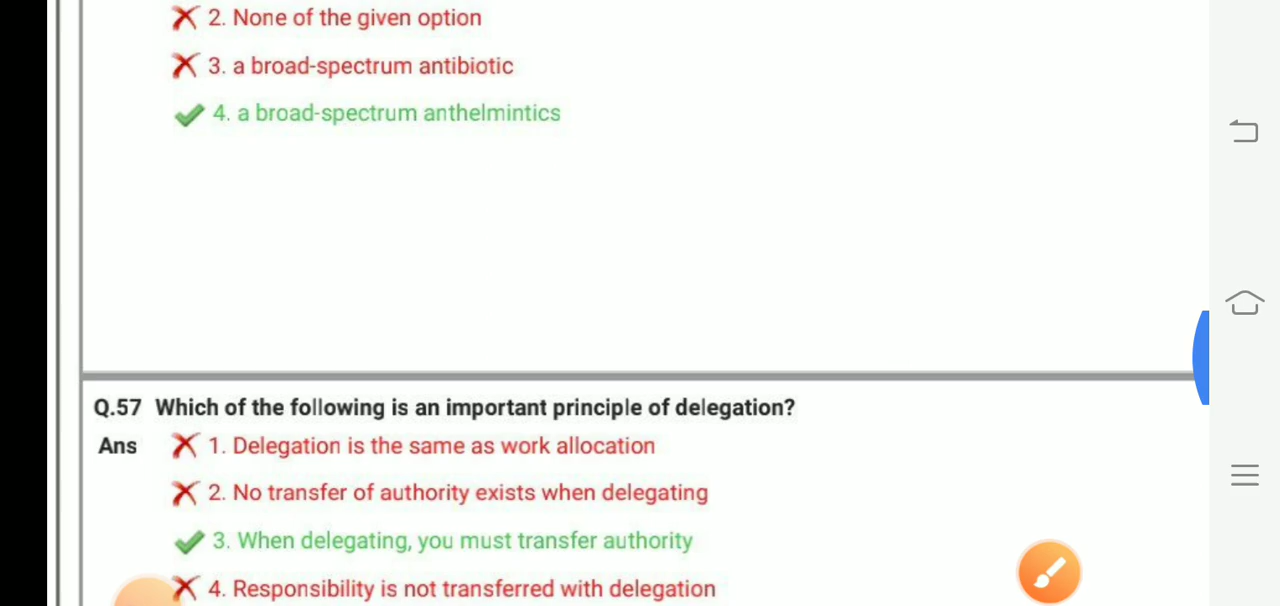 2. None of the given option
3. a broad-spectrum antibiotic
4. a broad-spectrum anthelmintics
Q.57 Which of the following is an important principle of delegation?
Ans 1. Delegation is the same as work allocation
2. No transfer of authority exists when delegating
3. When delegating, you must transfer authority
4. Responsibility is not transferred with delegation